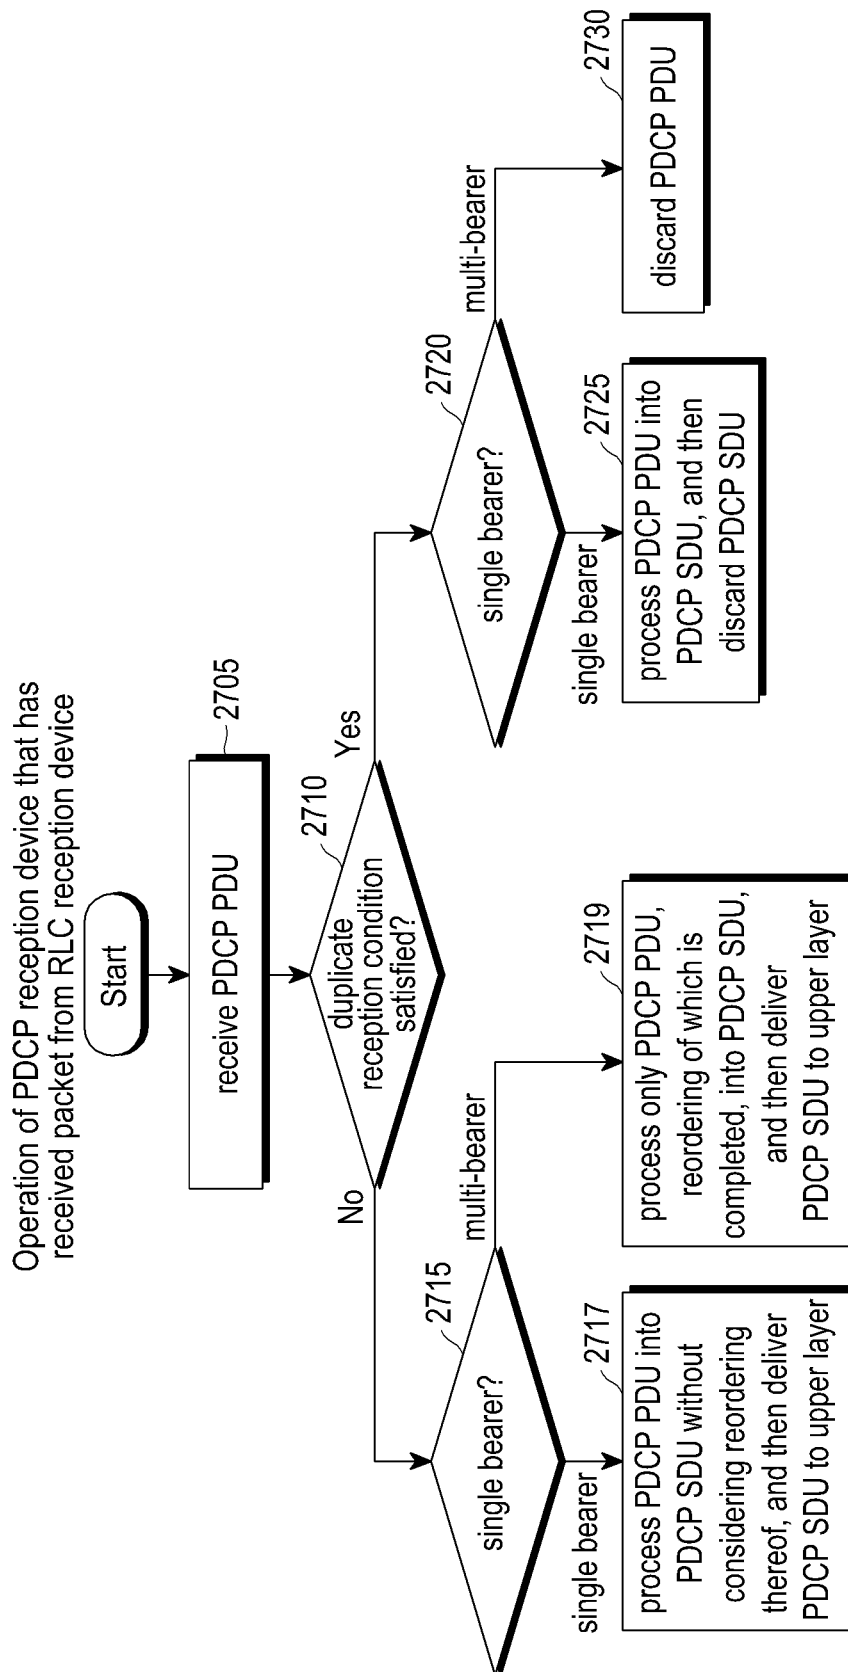 Operation of PDCP reception device that has
received packet from RLC reception device
Start
2705
receive PDCP PDU
2710
duplicate
reception condition
satisfied?
No
Yes
2715
single bearer?
single bearer
multi-bearer
2717
process PDCP PDU into
PDCP SDU without
considering reordering
thereof, and then deliver
PDCP SDU to upper layer
2719
process only PDCP PDU,
reordering of which is
completed, into PDCP SDU,
and then deliver
PDCP SDU to upper layer
2720
single bearer?
single bearer
multi-bearer
2725
process PDCP PDU into
PDCP SDU, and then
discard PDCP SDU
2730
discard PDCP PDU